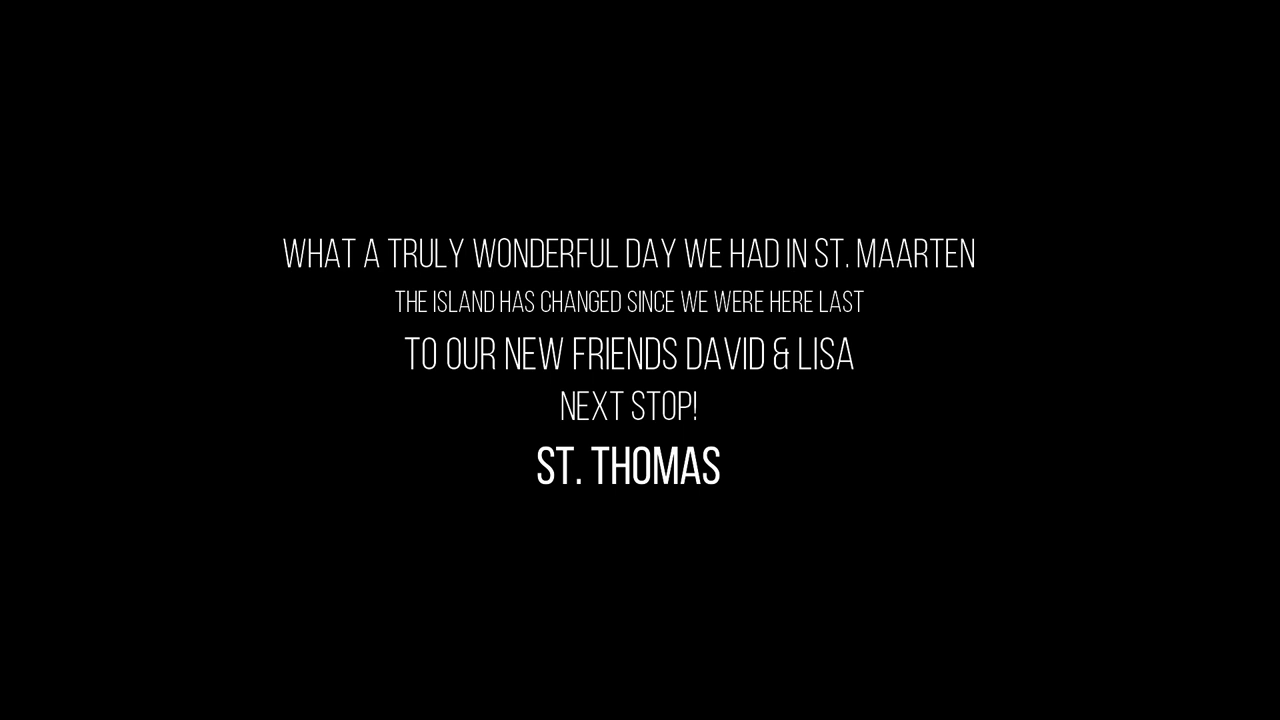 WHAT A TRULY WONDERFUL DAY WE HAD IN ST. MAARTEN
THE ISLAND HAS CHANGED SINCE WE WERE HERE LAST
TO OUR NEW FRIENDS DAVID & LISA
NEXT STOP!
ST. THOMAS